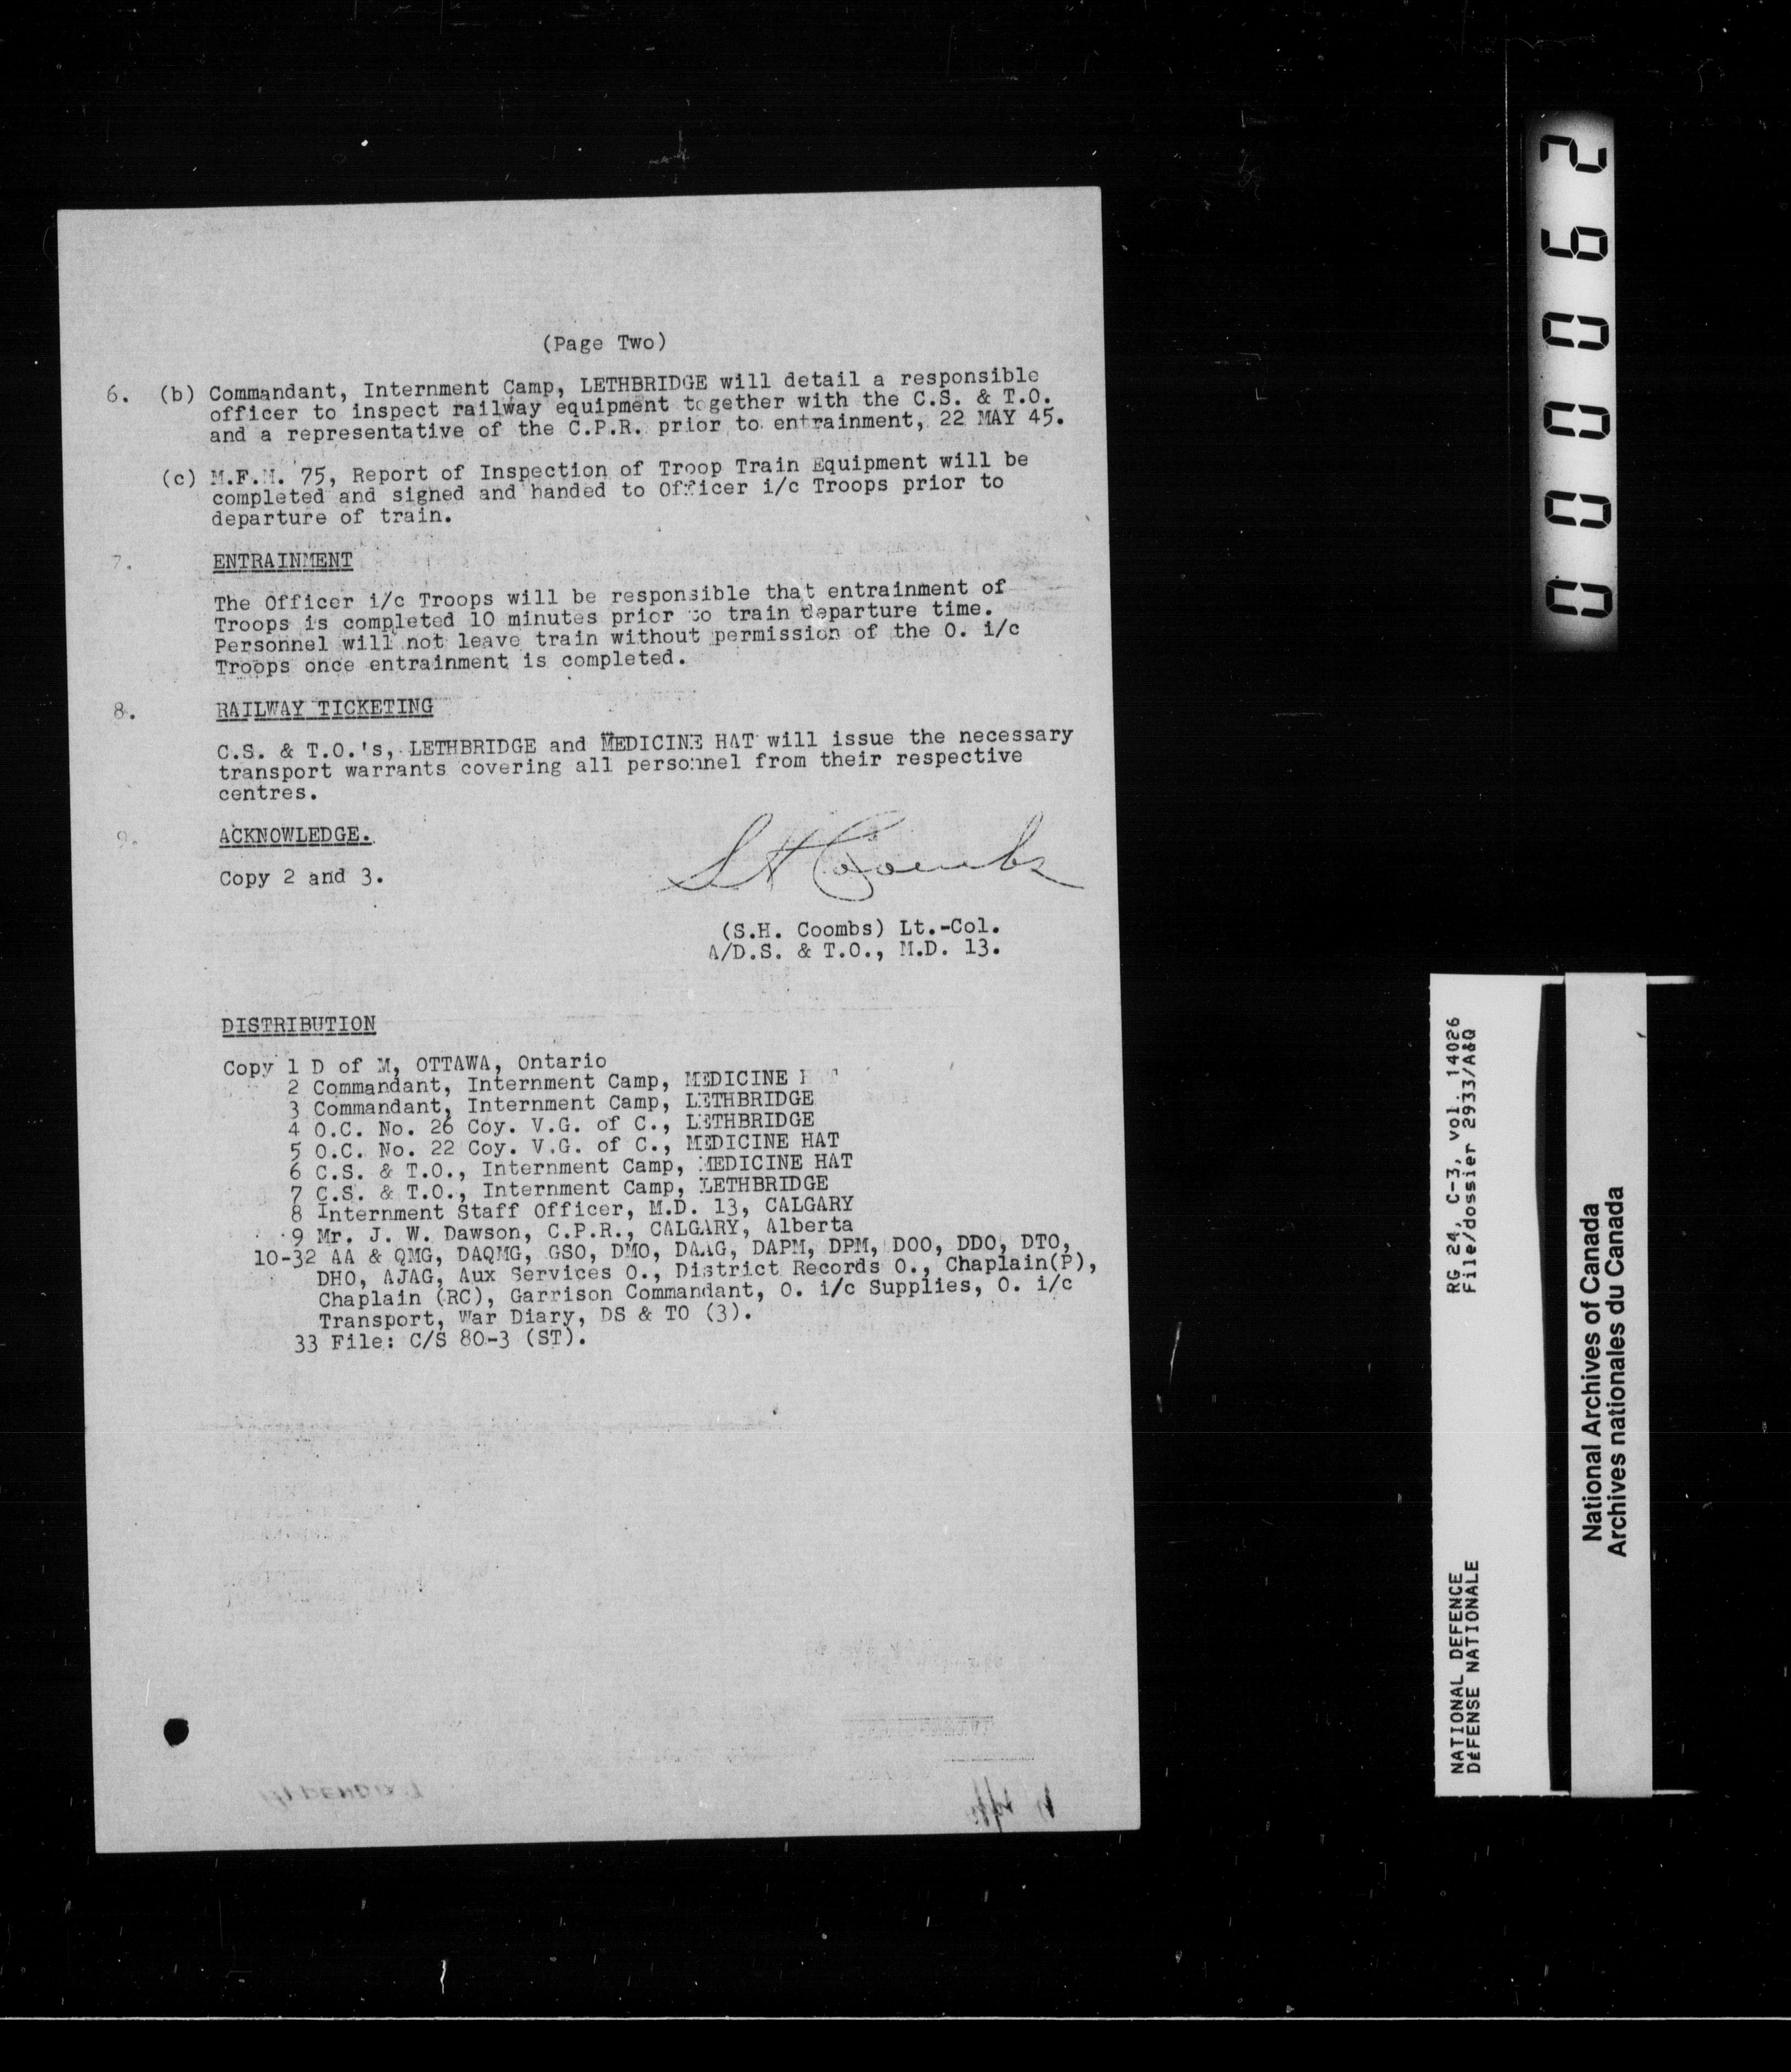 (Page Two)
6. (b) Commandant, Internment Camp, LETHBRIDGE will detail a responsible
officer to inspect railway equipment together with the C.S. & T.O.
and a representative of the C.P.R. prior to entrainment, 22 MAY 45.
(c) M.F.M. 75, Report of Inspection of Troop Train Equipment will be
completed and signed and handed to Officer i/c Troops prior to
departure of train.
7. ENTRAINMENT
The Officer i/c Troops will be responsible that entrainment of
Troops is completed 10 minutes prior to train departure time.
Personnel will not leave train without permission of the O. i/c
Troops once entrainment is completed.
8. RAILWAY TICKETING
C.S. & T.O.'s, LETHBRIDGE and MEDICINE HAT will issue the necessary
transport warrants covering all personnel from their respective
centres.
9. ACKNOWLEDGE.
Copy 2 and 3.
S H Coombs
(S.H. Coombs) Lt.-Col.
A/D.S. & T.O., M.D. 13.
DISTRIBUTION
Copy 1 D of M, OTTAWA, Ontario
2 Commandant, Internment Camp, MEDICINE
3 Commandant, Internment Camp, LETHBRIDGE
4 O.C. No. 26 Coy. V.G. of C., LETHBRIDGE
5 O.C. No. 22 Coy. V.G. of C., MEDICINE HAT
6 C.S. & T.O., Internment Camp, MEDICINE HAT
7 C.S. & T.O., Internment Camp, LETHBRIDGE
8 Internment Staff Officer, M.D. 13, CALGARY
9 Mr. J. W. Dawson, C.P.R., CALGARY, Alberta
10-32 AA & QMG, DAQMG, GSO, DMO, DAAG, DAPM, DPM, DOO, DDO, DTO,
DHO, AJAG, Aux Services O., District Records O., Chaplain(P),
Chaplain (RC), Garrison Commandant, O. i/c Supplies, O. i/c
Transport, War Diary, DS & TO (3).
33 File: C/S 80-3 (ST).
000062
NATIONAL DEFENCE RG 24, C-3, vol. 14026
DÉFENSE NATIONALE File/dossier 2933/A&Q
National Archives of Canada
Archives nationales du Canada